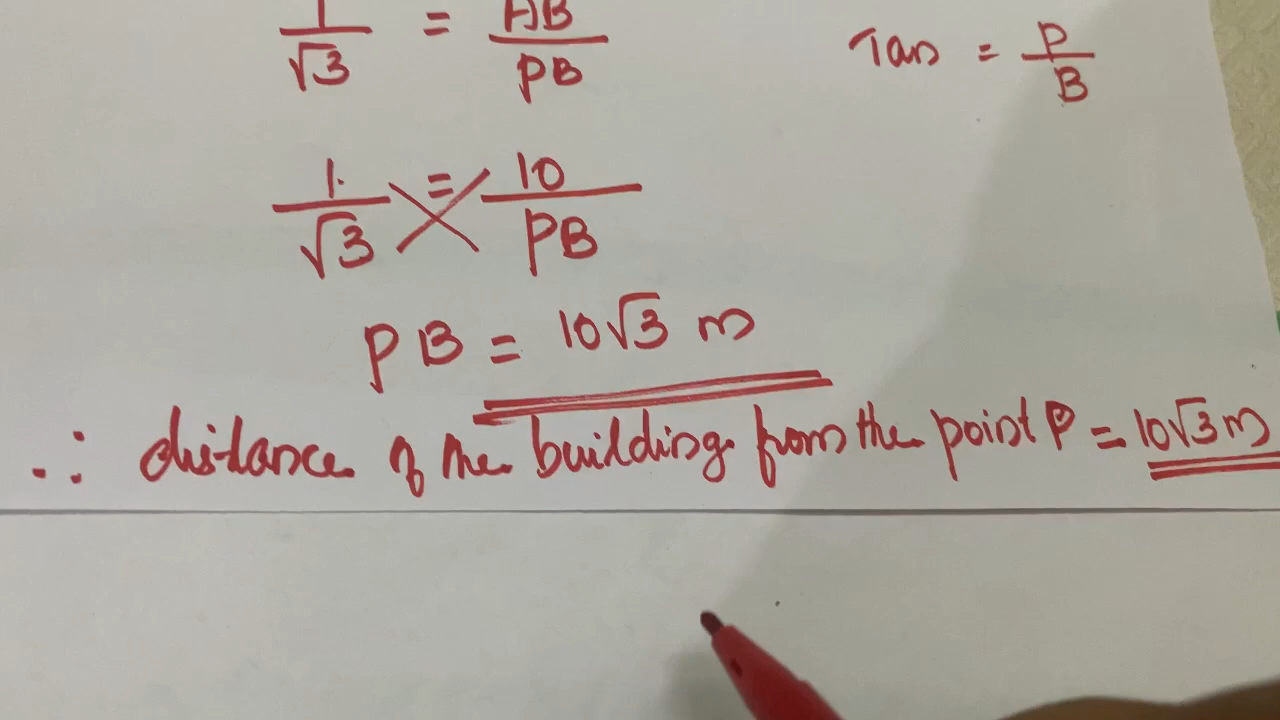 1/√3 = AB/PB
Tan = P/B
1/√3 = 10/PB
PB = 10√3 m
∴ distance of the building from the point P = 10√3 m